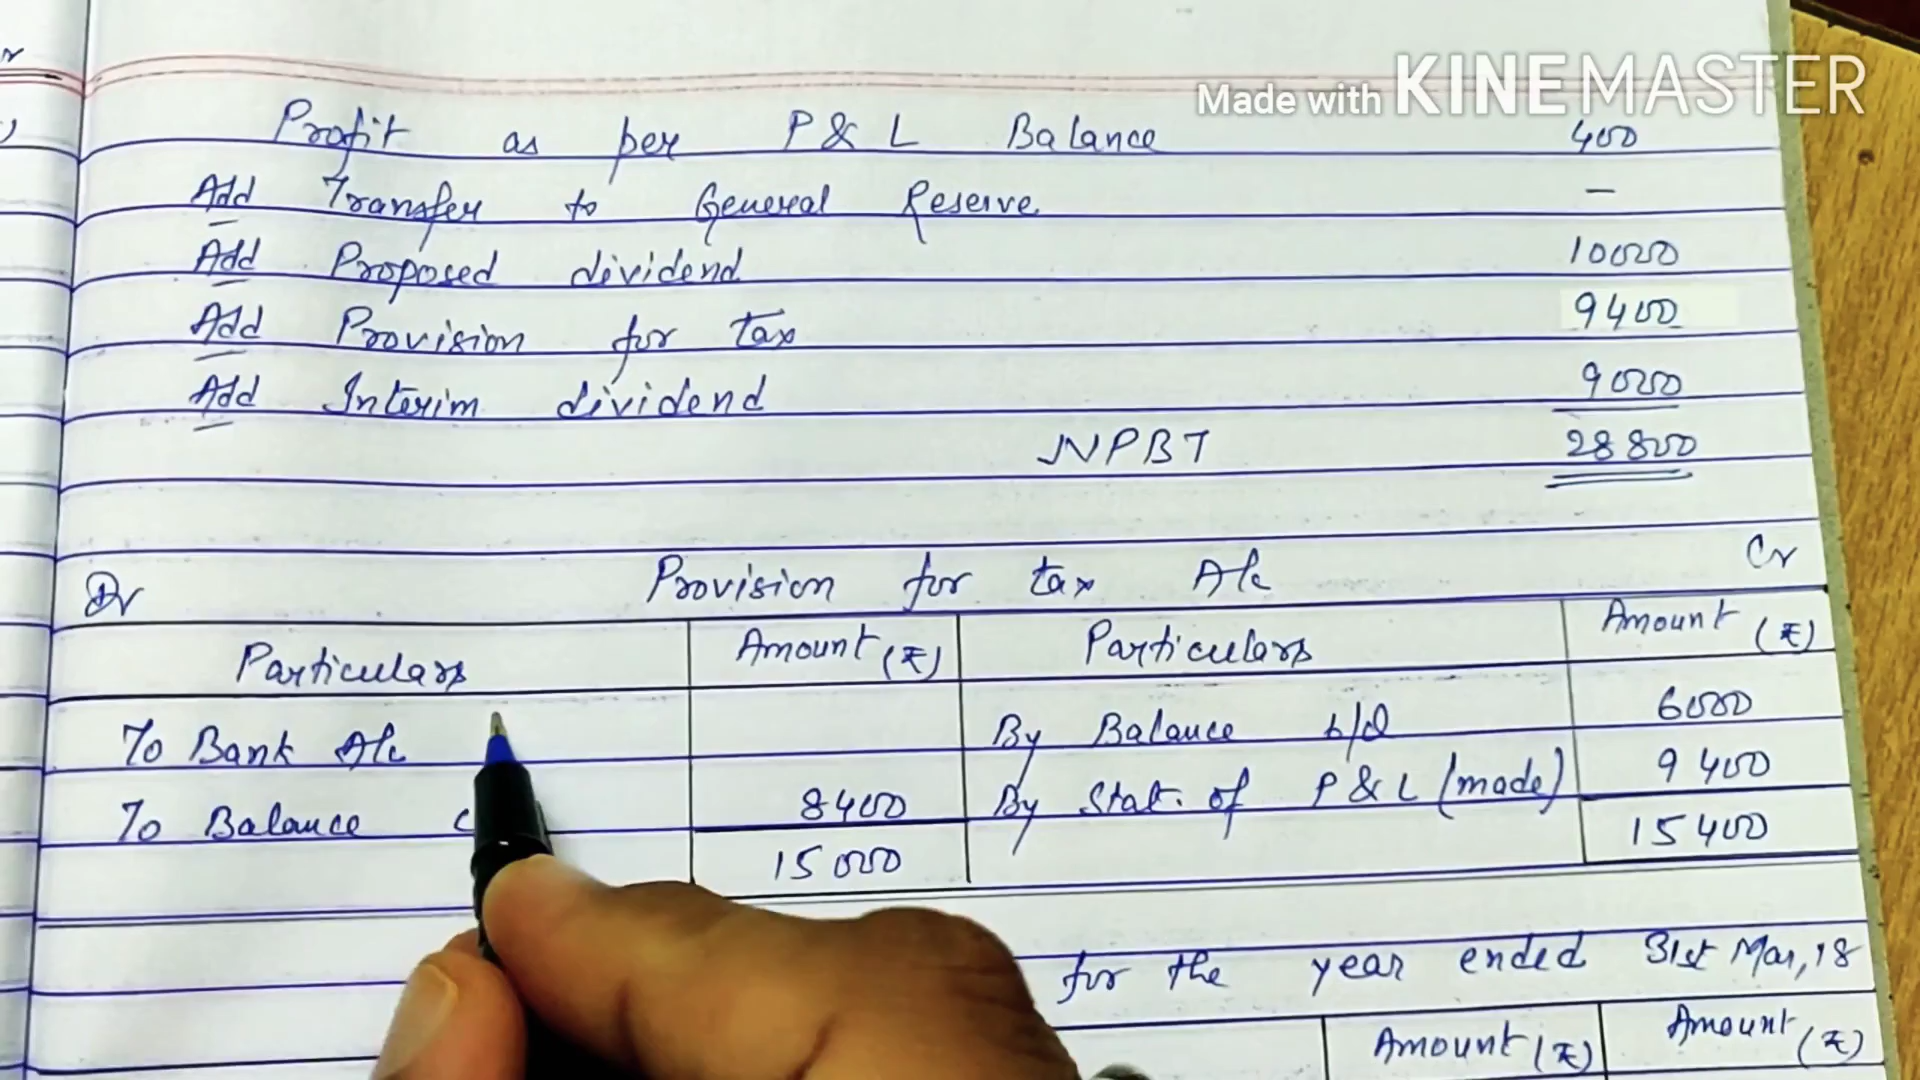 Made with KINEMASTER
Profit as per P & L Balance 400
Add Transfer to General Reserve —
Add Proposed dividend 10000
Add Provision for tax 9400
Add Interim dividend 9000
NPBT 28800
Dr Provision for tax A/c Cr
Particulars Amount (₹) Particulars Amount (₹)
To Bank A/c By Balance b/d 6000
To Balance c 8400 By Stat. of P & L (made) 9400
15000 15400
for the year ended 31st Mar, 18
Amount (₹) Amount (₹)